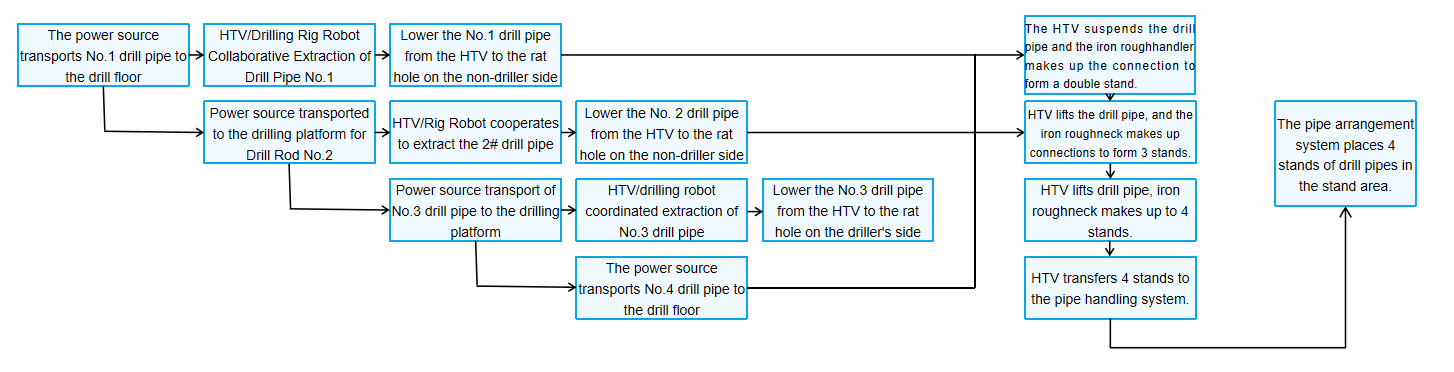 The power source
transports No.1 drill pipe to
the drill floor
HTV/Drilling Rig Robot
Collaborative Extraction of
Drill Pipe No.1
Lower the No.1 drill pipe
from the HTV to the rat
hole on the non-driller side
The HTV suspends the drill
pipe and the iron roughhandler
makes up the connection to
form a double stand.
Power source transported
to the drilling platform for
Drill Rod No.2
HTV/Rig Robot cooperates
to extract the 2# drill pipe
Lower the No. 2 drill pipe
from the HTV to the rat
hole on the non-driller side
HTV lifts the drill pipe, and the
iron roughneck makes up
connections to form 3 stands.
The pipe arrangement
system places 4
stands of drill pipes in
the stand area.
Power source transport of
No.3 drill pipe to the drilling
platform
HTV/drilling robot
coordinated extraction of
No.3 drill pipe
Lower the No.3 drill pipe
from the HTV to the rat
hole on the driller's side
HTV lifts drill pipe, iron
roughneck makes up to 4
stands.
The power source
transports No.4 drill pipe to
the drill floor
HTV transfers 4 stands to
the pipe handling system.